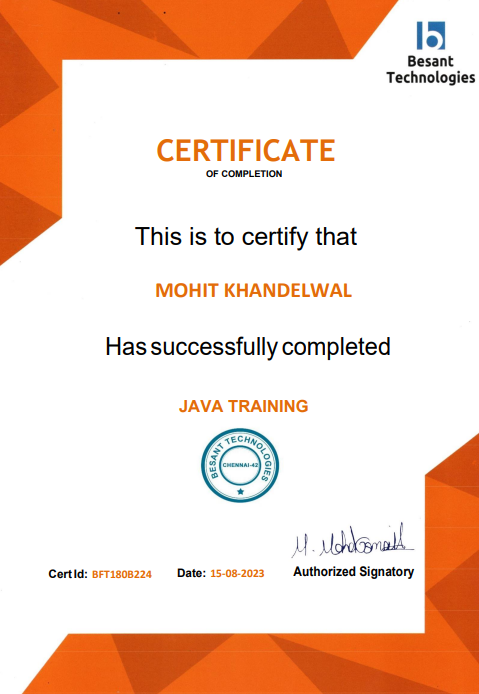 Besant
Technologies
CERTIFICATE
OF COMPLETION
This is to certify that
MOHIT KHANDELWAL
Has successfully completed
JAVA TRAINING
BESANT TECHNOLOGIES
CHENNAI-42
Cert Id: BFT180B224 Date: 15-08-2023 Authorized Signatory